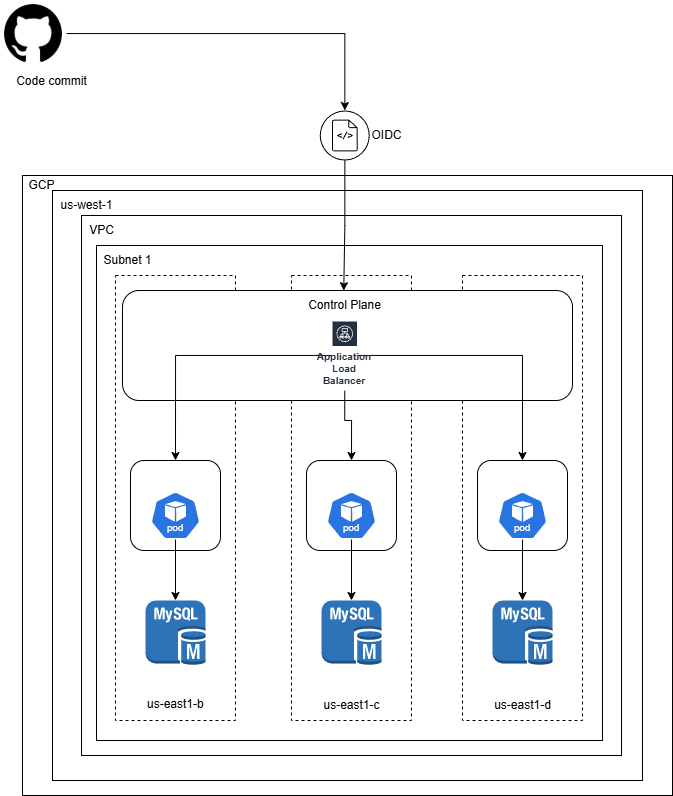 Code commit
</>
OIDC
GCP
us-west-1
VPC
Subnet 1
Control Plane
Application
Load
Balancer
pod
pod
pod
MySQL
M
MySQL
M
MySQL
M
us-east1-b
us-east1-c
us-east1-d